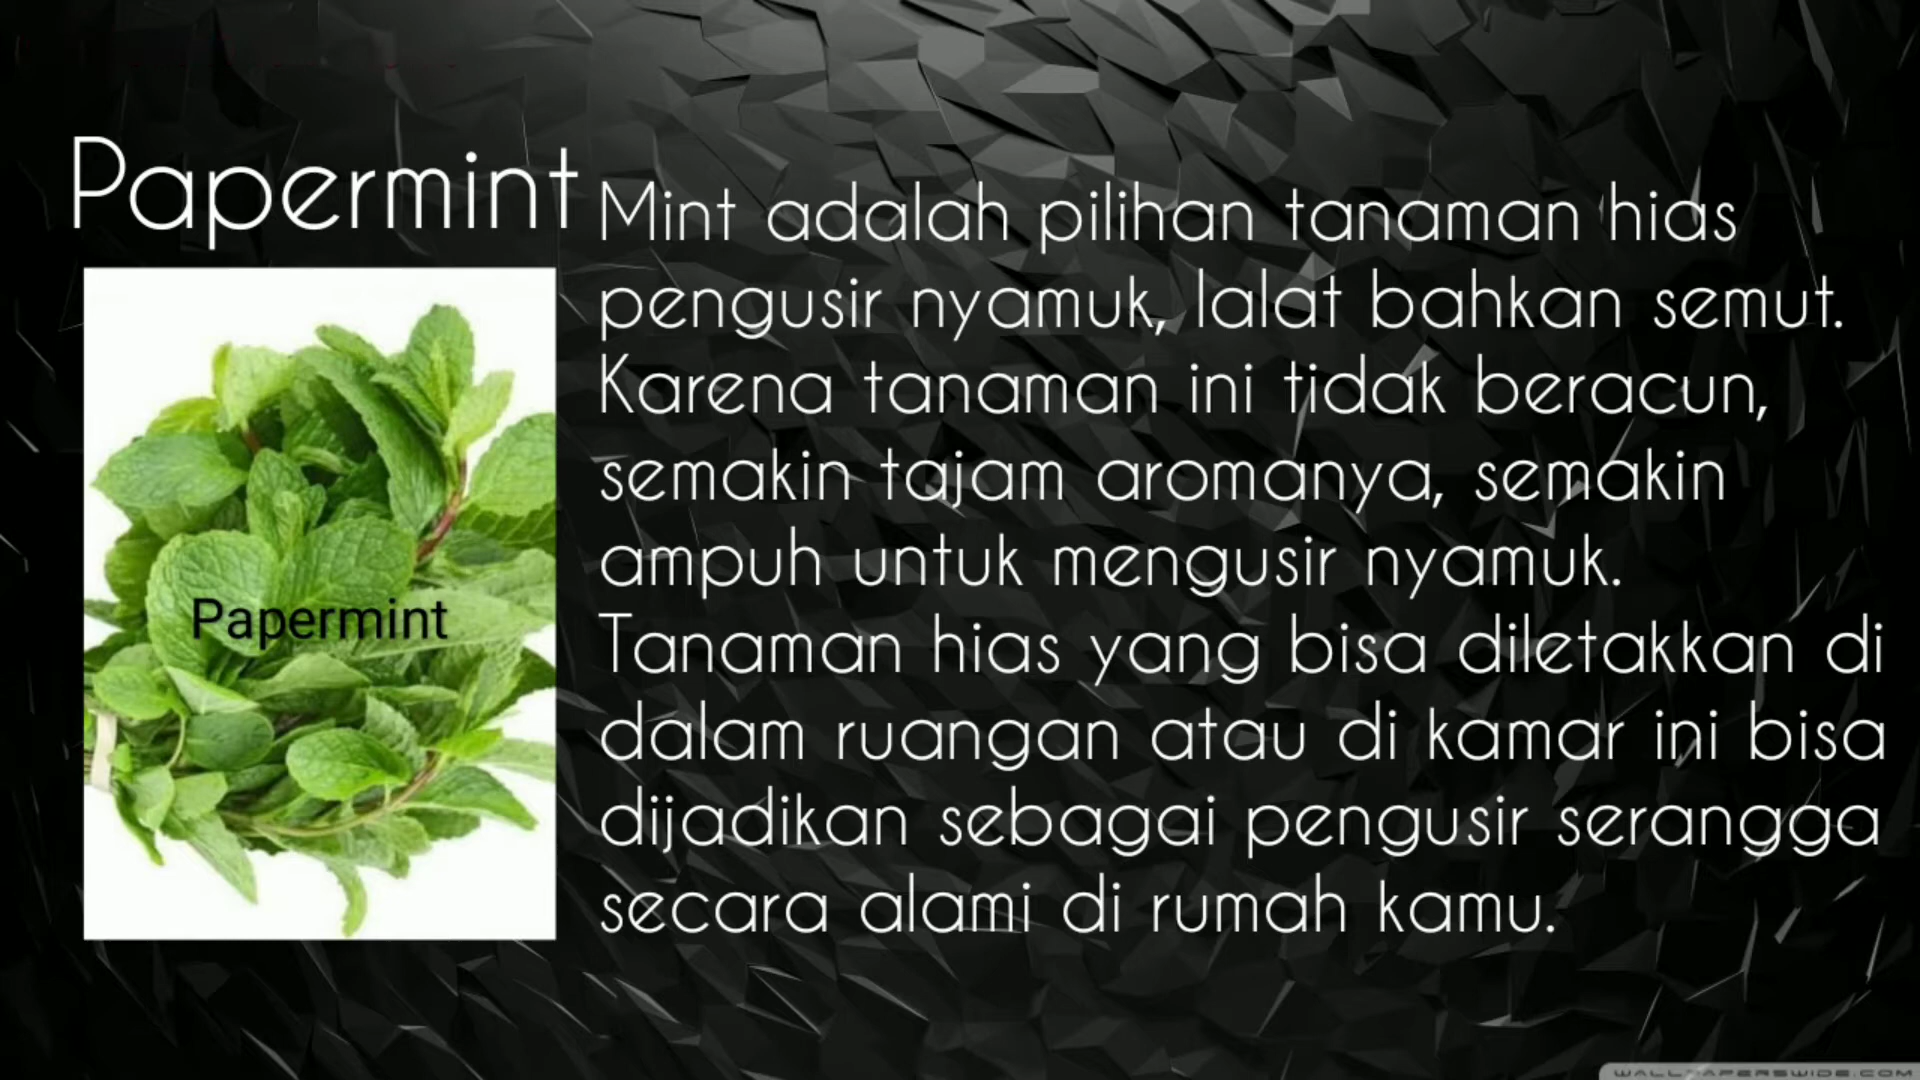 Papermint
Papermint
Mint adalah pilihan tanaman hias
pengusir nyamuk, lalat bahkan semut.
Karena tanaman ini tidak beracun,
semakin tajam aromanya, semakin
ampuh untuk mengusir nyamuk.
Tanaman hias yang bisa diletakkan di
dalam ruangan atau di kamar ini bisa
dijadikan sebagai pengusir serangga
secara alami di rumah kamu.
WALLPAPERSWIDE.COM